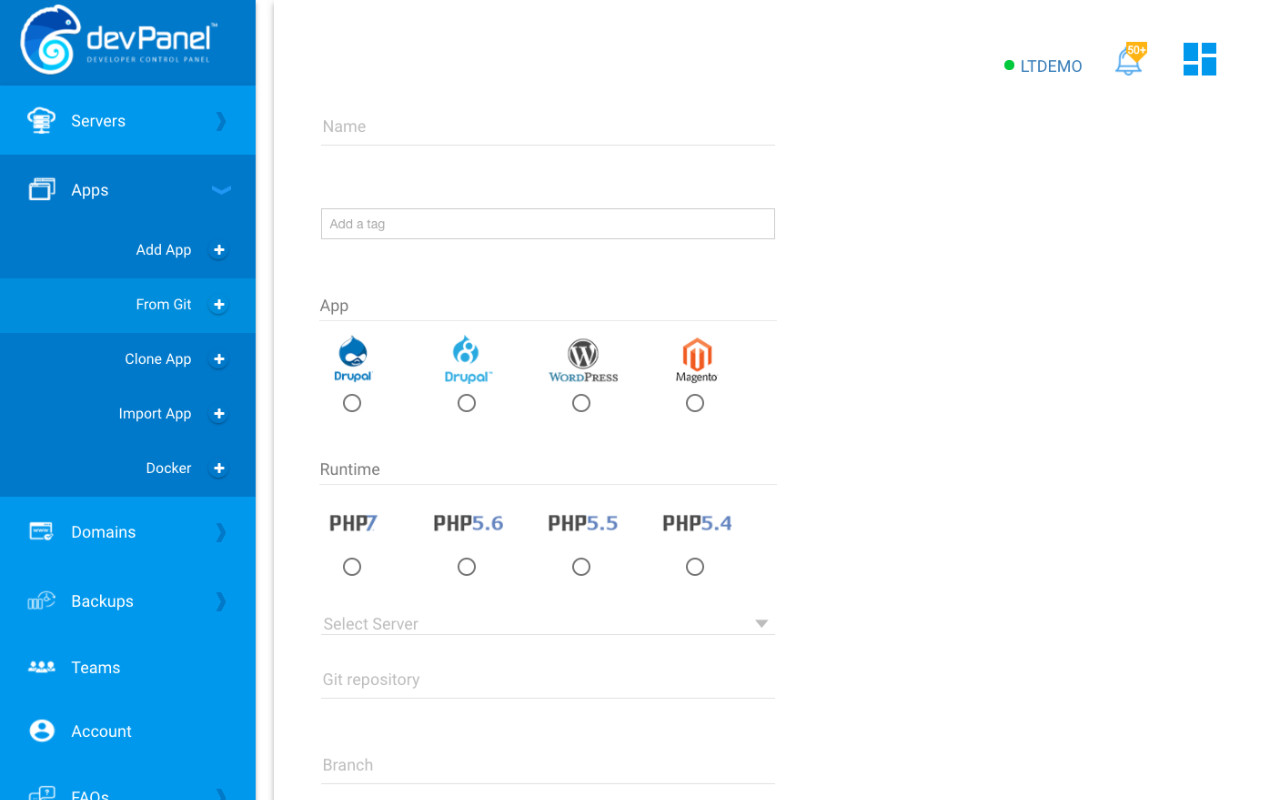 devPanel™
DEVELOPER CONTROL PANEL
Servers
Apps
Add App
From Git
Clone App
Import App
Docker
Domains
Backups
Teams
Account
FAQs
LTDEMO
50+
Name
Add a tag
App
Drupal
Drupal™
WORDPRESS
Magento
Runtime
PHP7
PHP5.6
PHP5.5
PHP5.4
Select Server
Git repository
Branch